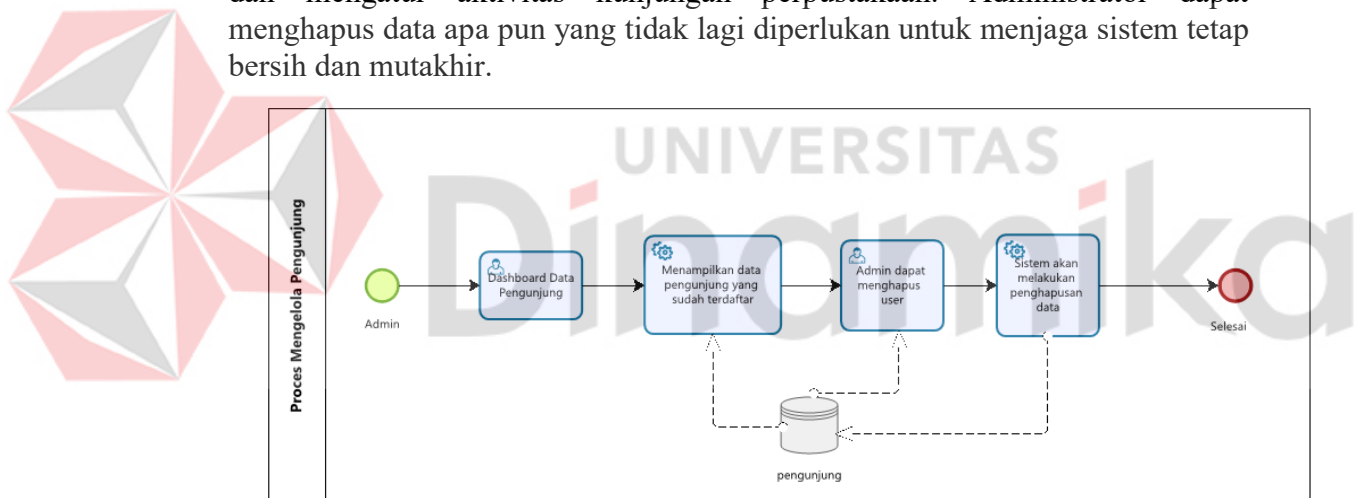 dan mengatur aktivitas kunjungan perpustakaan. Administrator dapat
menghapus data apa pun yang tidak lagi diperlukan untuk menjaga sistem tetap
bersih dan mutakhir.
UNIVERSITAS
Dinamika
Proces Mengelola Pengunjung
Admin
Dashboard Data
Pengunjung
Menampilkan data
pengunjung yang
sudah terdaftar
Admin dapat
menghapus
user
Sistem akan
melakukan
penghapusan
data
Selesai
pengunjung